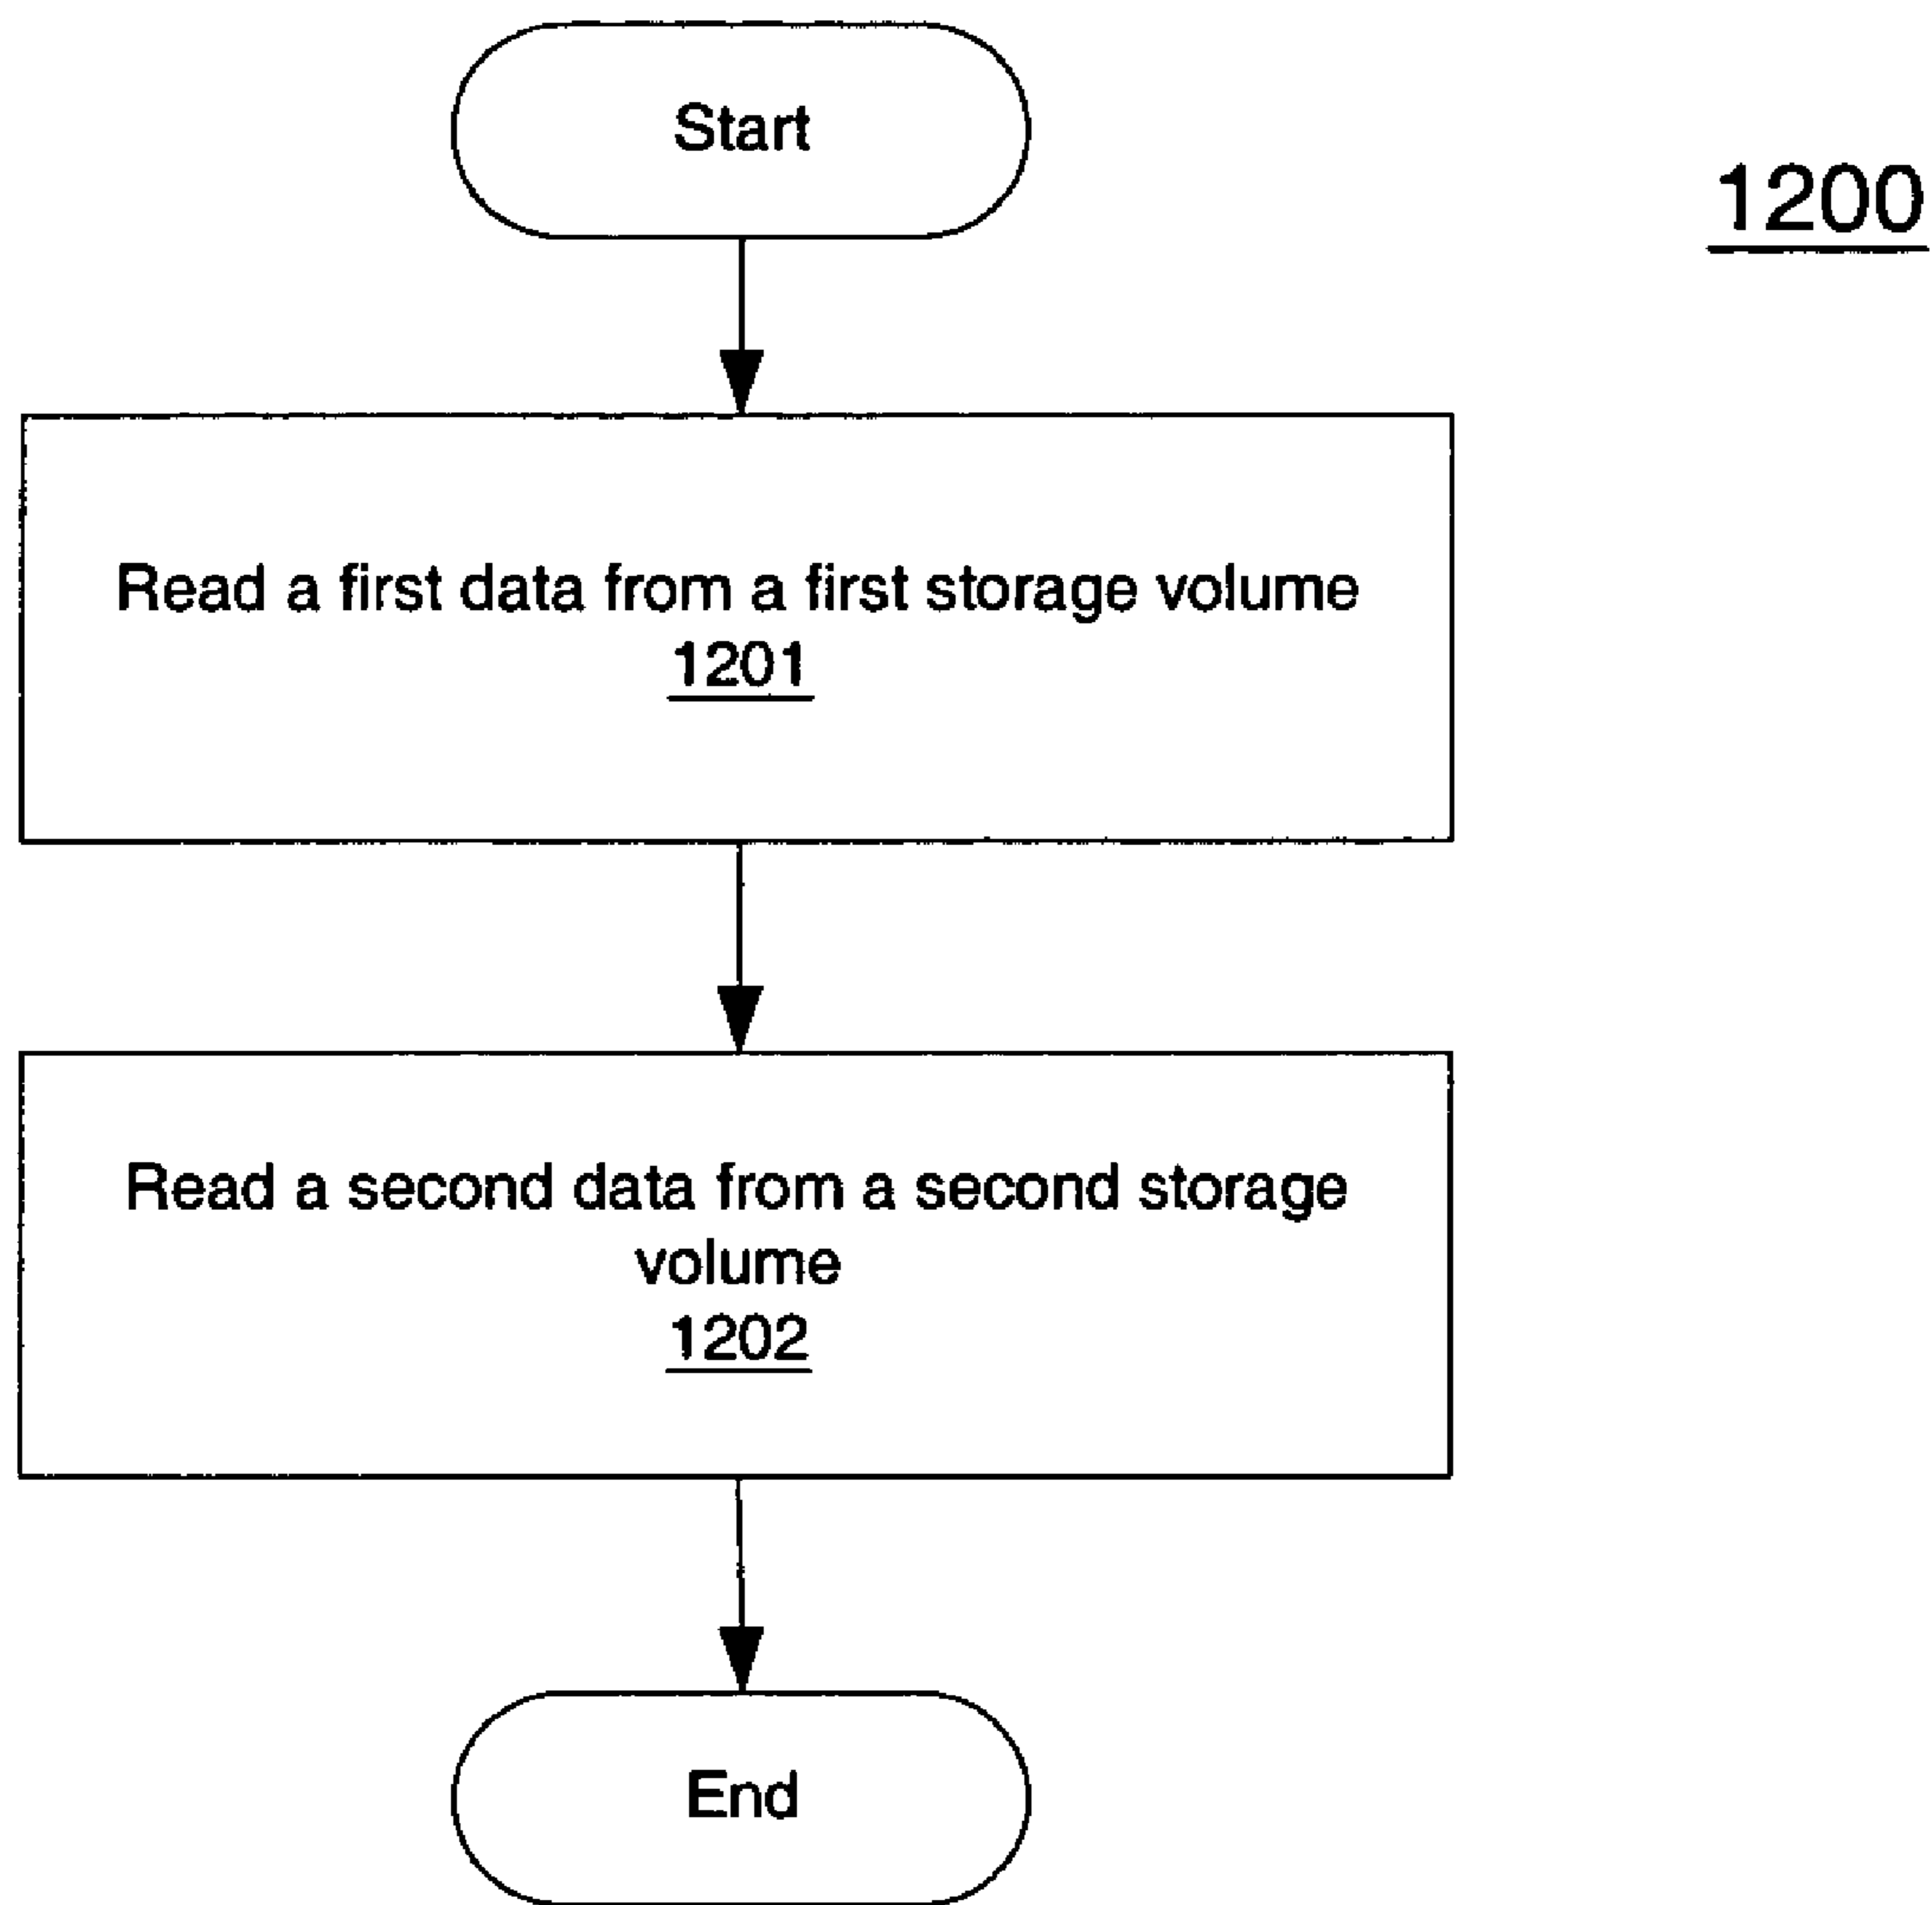 Start
1200
Read a first data from a first storage volume
1201
Read a second data from a second storage
volume
1202
End